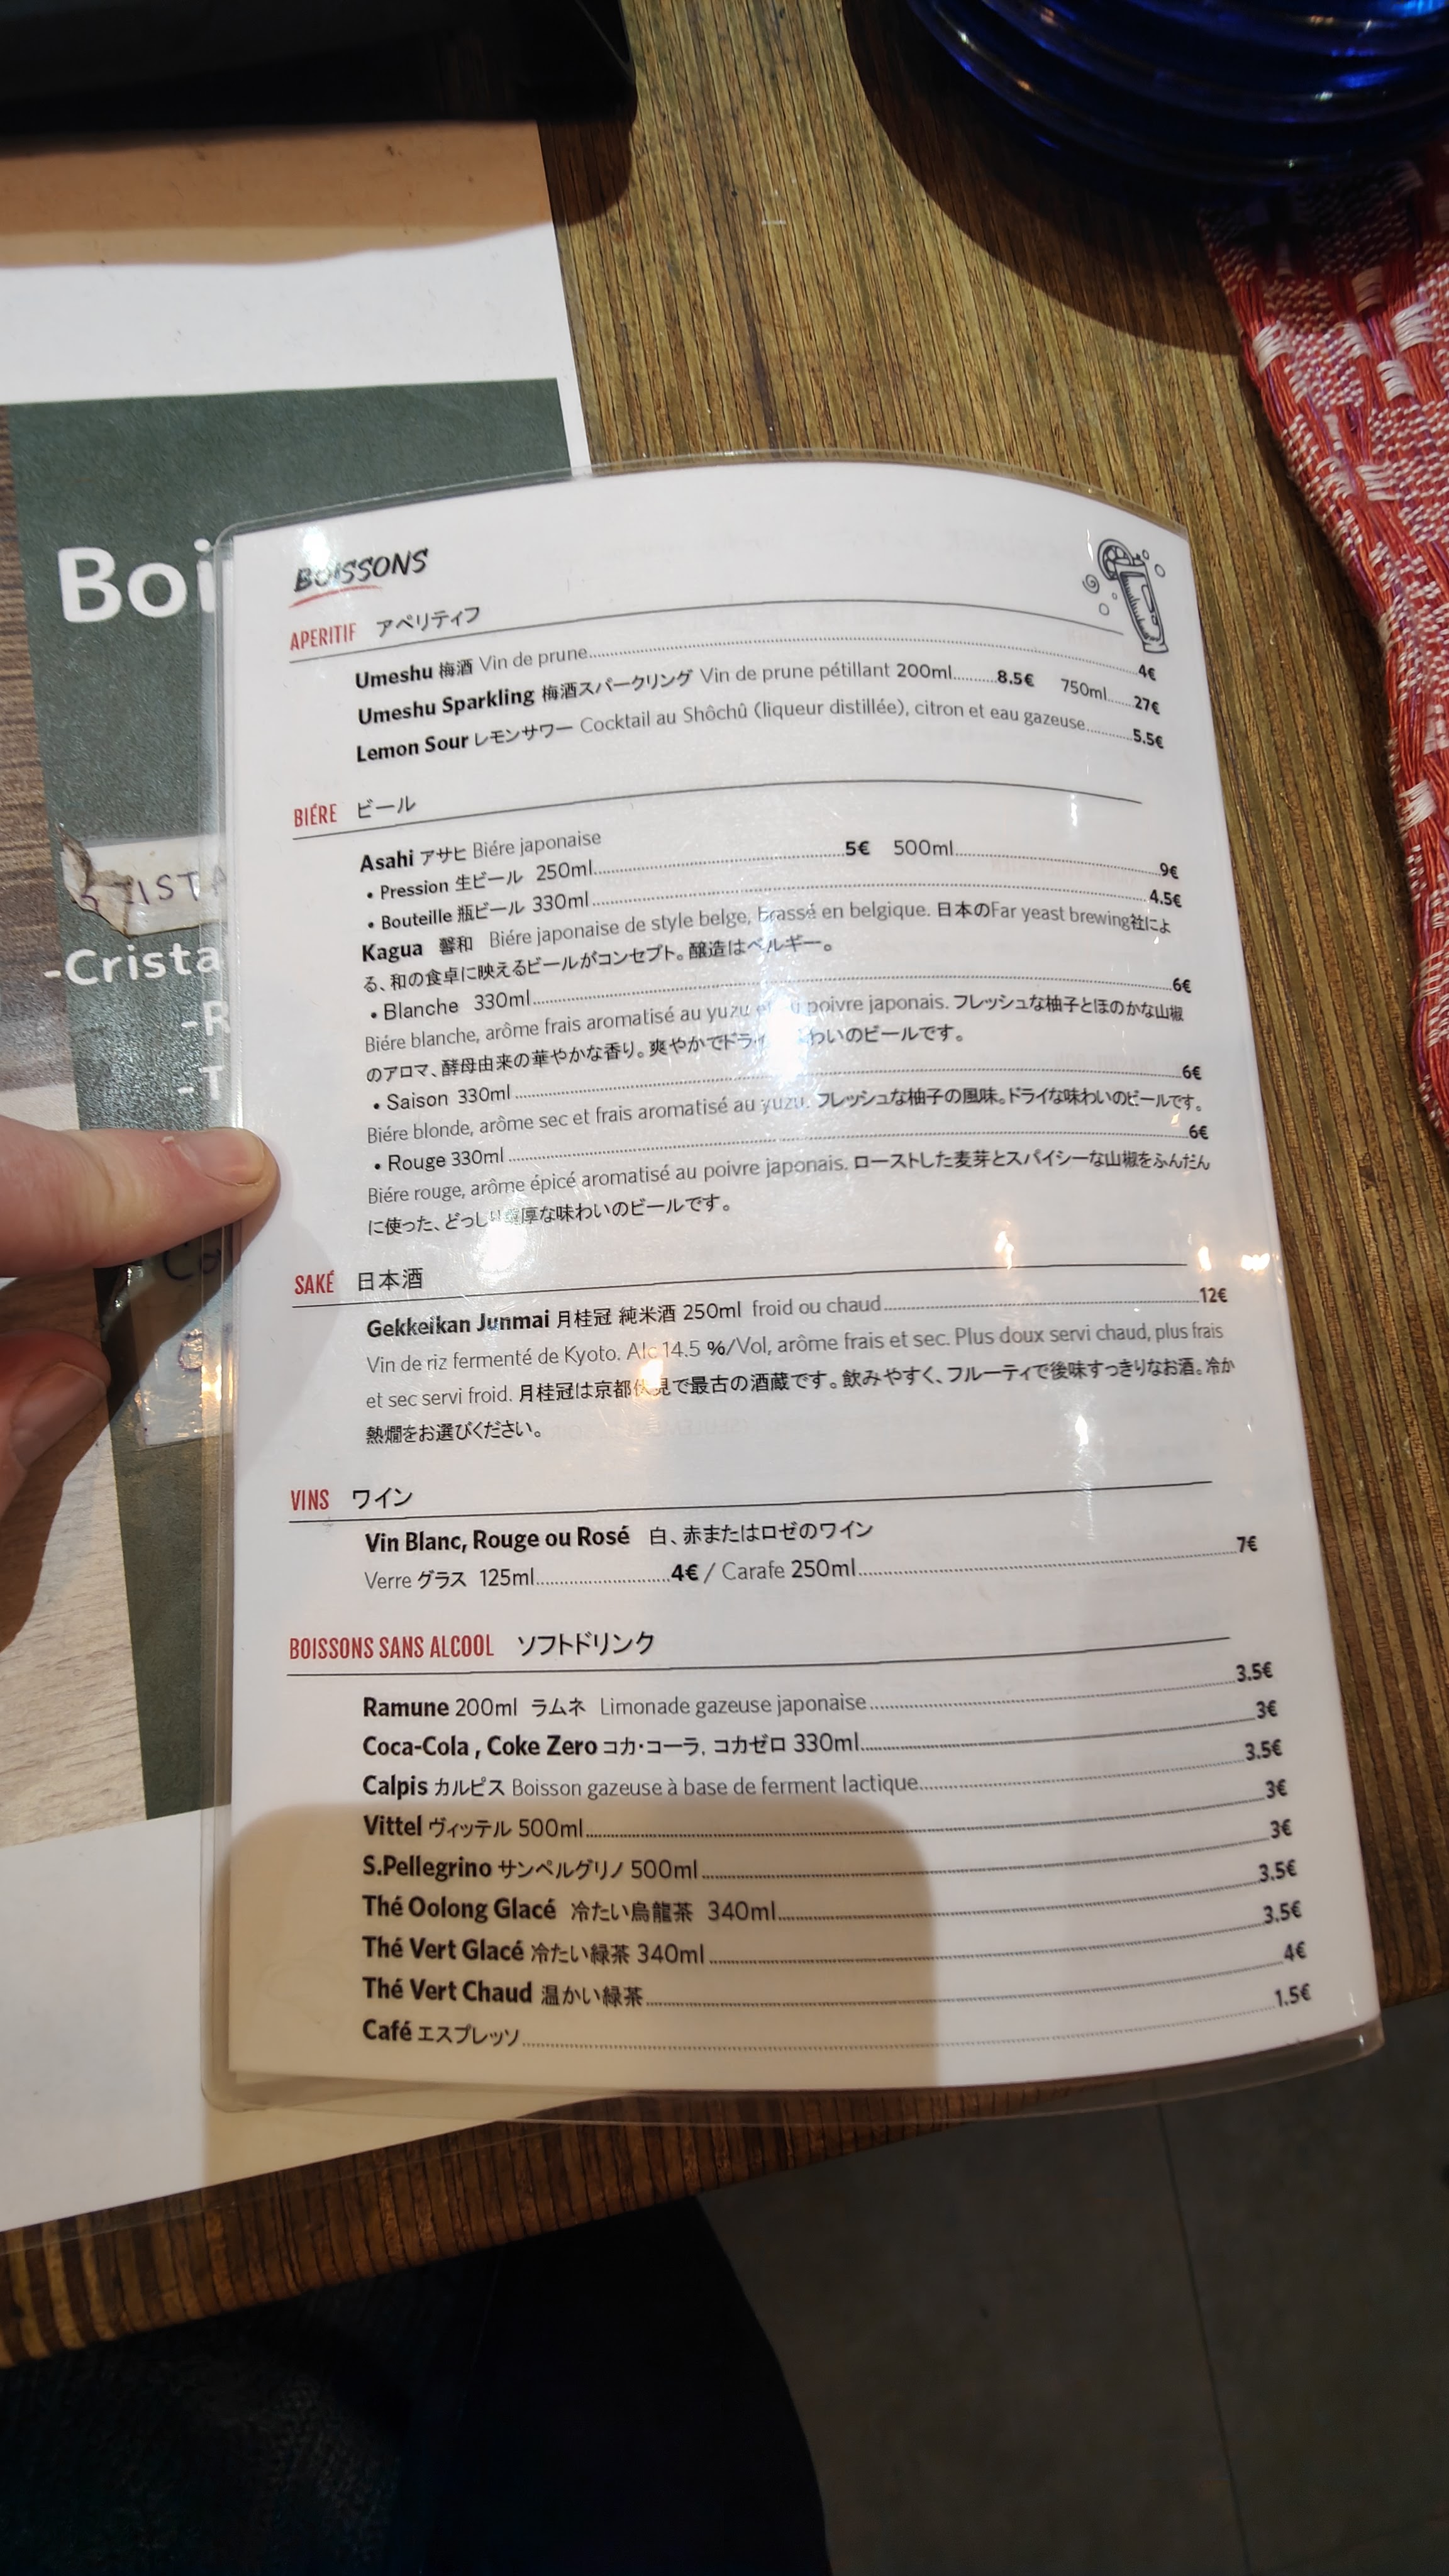 Boi
-Crista
-R
-T
BOISSONS
APERITIF アペリティフ
Umeshu 梅酒 Vin de prune 4€
Umeshu Sparkling 梅酒スパークリング Vin de prune pétillant 200ml 8.5€ 750ml 27€
Lemon Sour レモンサワー Cocktail au Shôchû (liqueur distillée), citron et eau gazeuse 5.5€
BIÉRE ビール
Asahi アサヒ Biére japonaise
• Pression 生ビール 250ml 5€ 500ml 9€
• Bouteille 瓶ビール 330ml 4.5€
Kagua 馨和 Biére japonaise de style belge, brassé en belgique. 日本のFar yeast brewing社によ
る、和の食卓に映えるビールがコンセプト。醸造はベルギー。
• Blanche 330ml 6€
Biére blanche, arôme frais aromatisé au yuzu et poivre japonais. フレッシュな柚子とほのかな山椒
のアロマ、酵母由来の華やかな香り。爽やかでドライ わいのビールです。
• Saison 330ml 6€
Biére blonde, arôme sec et frais aromatisé au yuzu. フレッシュな柚子の風味。ドライな味わいのビールです。
• Rouge 330ml 6€
Biére rouge, arôme épicé aromatisé au poivre japonais. ローストした麦芽とスパイシーな山椒をふんだん
に使った、どっしり 厚な味わいのビールです。
SAKÉ 日本酒
Gekkeikan Junmai 月桂冠 純米酒 250ml froid ou chaud 12€
Vin de riz fermenté de Kyoto. Alc 14.5 %/Vol, arôme frais et sec. Plus doux servi chaud, plus frais
et sec servi froid. 月桂冠は京都伏見で最古の酒蔵です。飲みやすく、フルーティで後味すっきりなお酒。冷か
熱燗をお選びください。
VINS ワイン
Vin Blanc, Rouge ou Rosé 白、赤またはロゼのワイン
Verre グラス 125ml 4€ / Carafe 250ml 7€
BOISSONS SANS ALCOOL ソフトドリンク
Ramune 200ml ラムネ Limonade gazeuse japonaise 3.5€
Coca-Cola , Coke Zero コカ・コーラ, コカゼロ 330ml 3€
Calpis カルピス Boisson gazeuse à base de ferment lactique 3.5€
Vittel ヴィッテル 500ml 3€
S.Pellegrino サンペルグリノ 500ml 3€
Thé Oolong Glacé 冷たい烏龍茶 340ml 3.5€
Thé Vert Glacé 冷たい緑茶 340ml 3.5€
Thé Vert Chaud 温かい緑茶 4€
Café エスプレッソ 1.5€